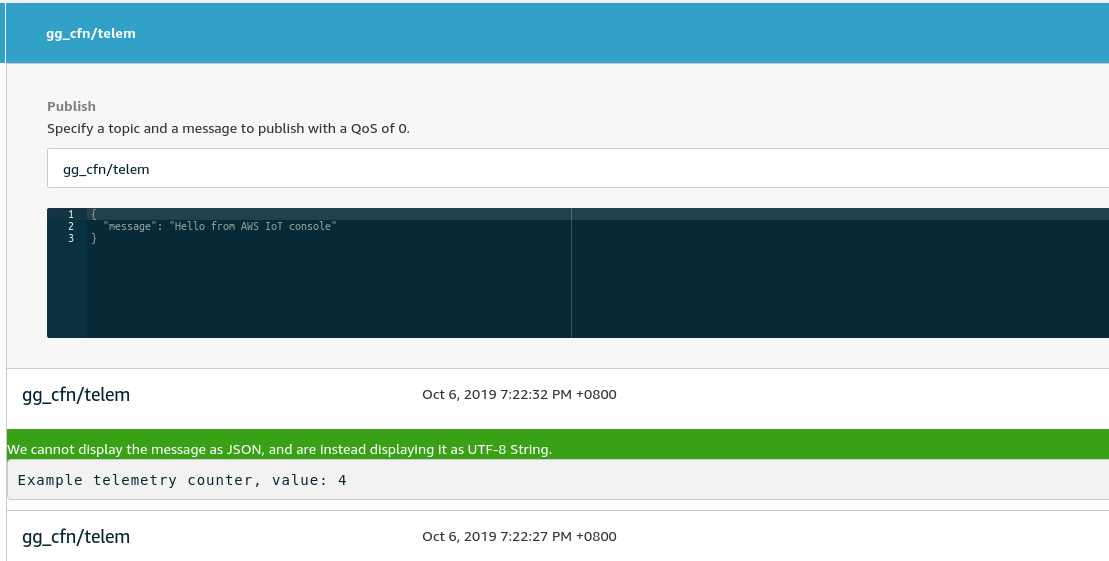 gg_cfn/telem
Publish
Specify a topic and a message to publish with a QoS of 0.
gg_cfn/telem
1 {
2 "message": "Hello from AWS IoT console"
3 }
gg_cfn/telem Oct 6, 2019 7:22:32 PM +0800
We cannot display the message as JSON, and are instead displaying it as UTF-8 String.
Example telemetry counter, value: 4
gg_cfn/telem Oct 6, 2019 7:22:27 PM +0800